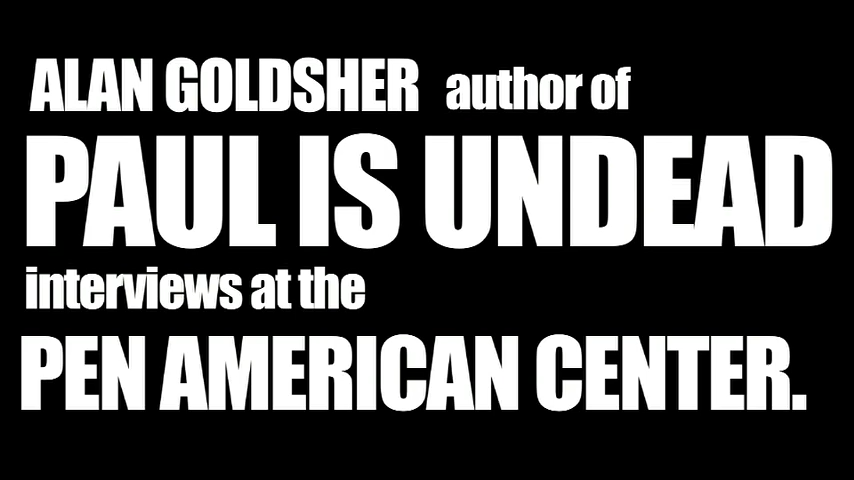 ALAN GOLDSHER author of
PAUL IS UNDEAD
interviews at the
PEN AMERICAN CENTER.